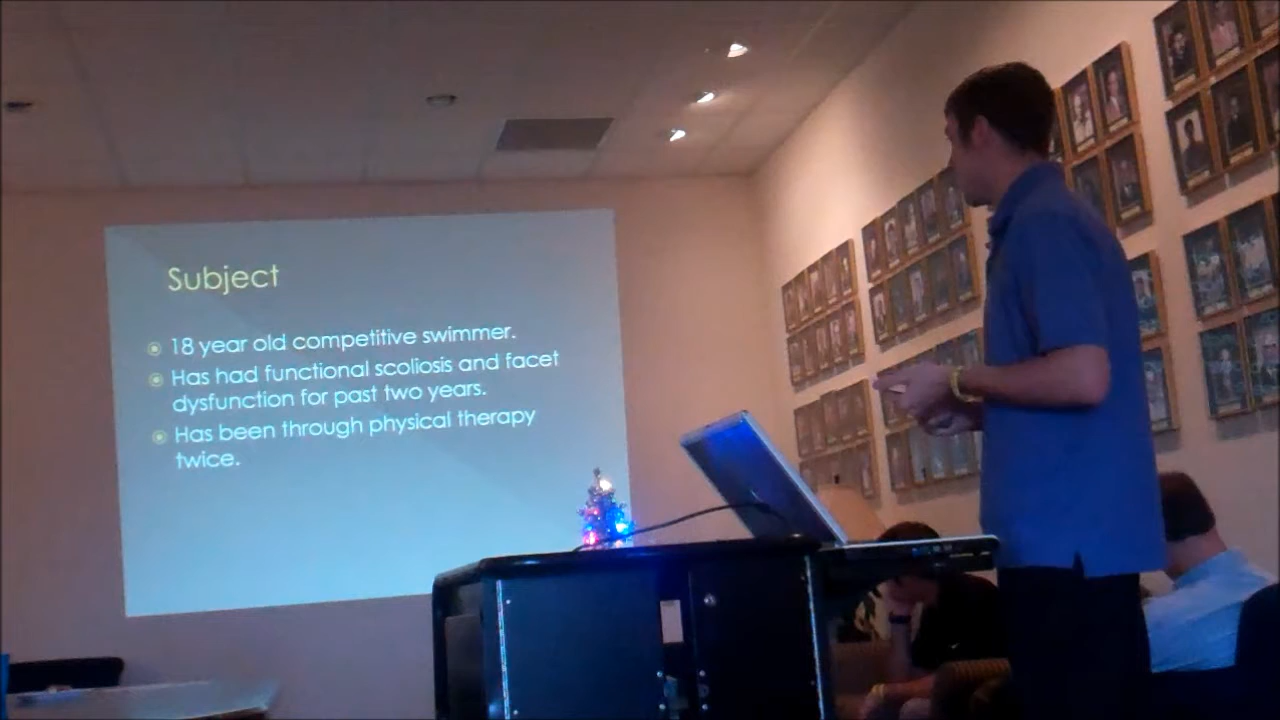 Subject
18 year old competitive swimmer.
Has had functional scoliosis and facet
dysfunction for past two years.
Has been through physical therapy
twice.